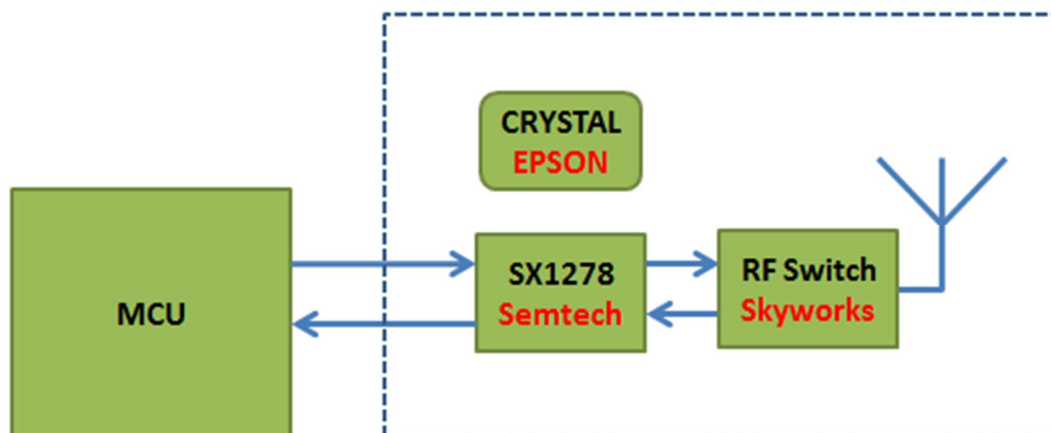 CRYSTAL
EPSON
MCU
SX1278
Semtech
RF Switch
Skyworks